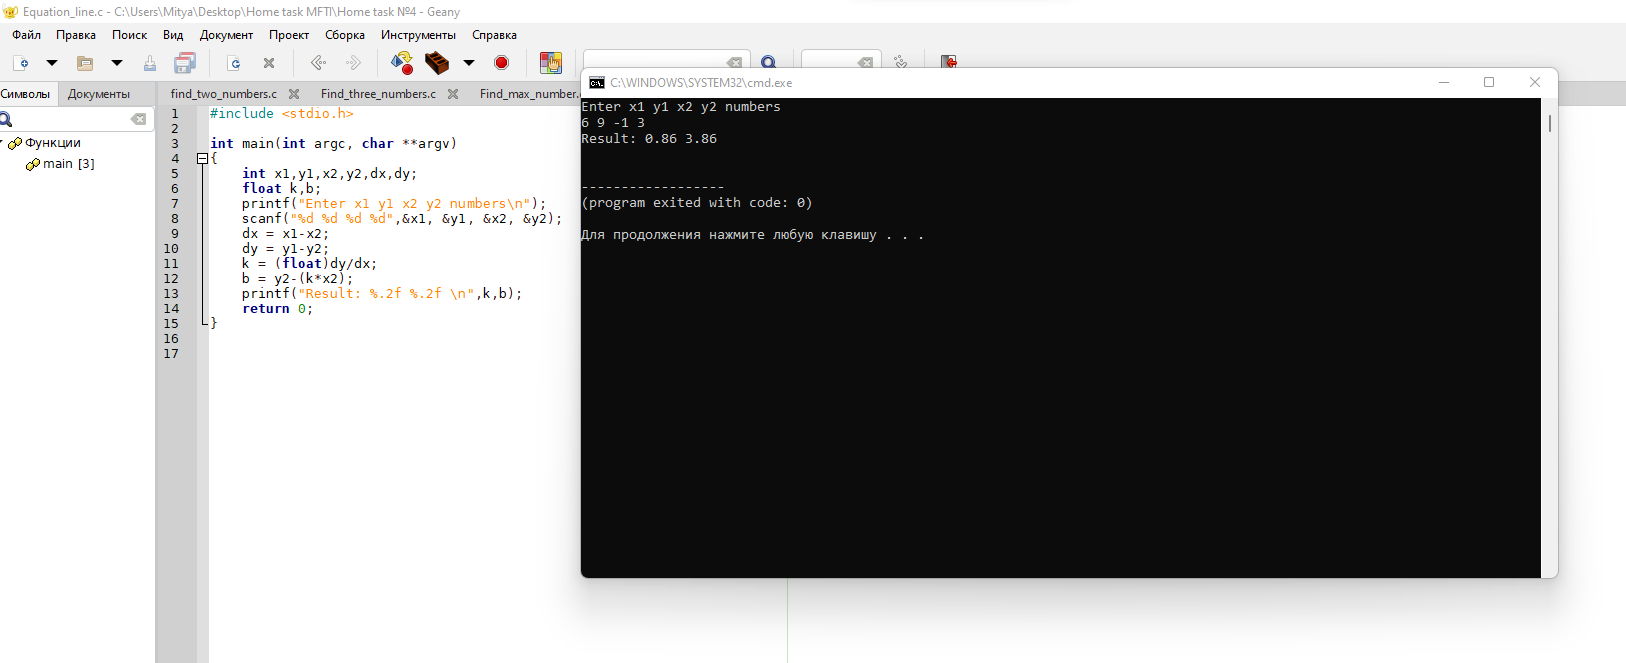 Equation_line.c - C:\Users\Mitya\Desktop\Home task MFTI\Home task №4 - Geany
Файл Правка Поиск Вид Документ Проект Сборка Инструменты Справка
Символы Документы
find_two_numbers.c Find_three_numbers.c Find_max_number.
Функции
main [3]
1 #include <stdio.h>
2
3 int main(int argc, char **argv)
4 {
5 int x1,y1,x2,y2,dx,dy;
6 float k,b;
7 printf("Enter x1 y1 x2 y2 numbers\n");
8 scanf("%d %d %d %d",&x1, &y1, &x2, &y2);
9 dx = x1-x2;
10 dy = y1-y2;
11 k = (float)dy/dx;
12 b = y2-(k*x2);
13 printf("Result: %.2f %.2f \n",k,b);
14 return 0;
15 }
16
17
C:\WINDOWS\SYSTEM32\cmd.exe
Enter x1 y1 x2 y2 numbers
6 9 -1 3
Result: 0.86 3.86
------------------
(program exited with code: 0)
Для продолжения нажмите любую клавишу . . .